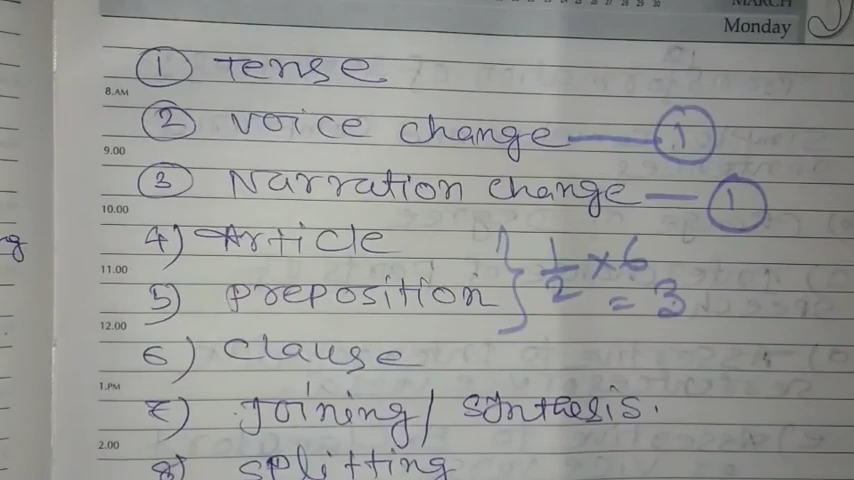 MARCH
Monday
① Tense
8.AM
② Voice change — ①
9.00
③ Narration change — ①
10.00
4) Article
11.00
5) Preposition } 1/2 × 6 = 3
12.00
6) Clause
1.PM
7) Joining / Synthesis.
2.00
8) Splitting